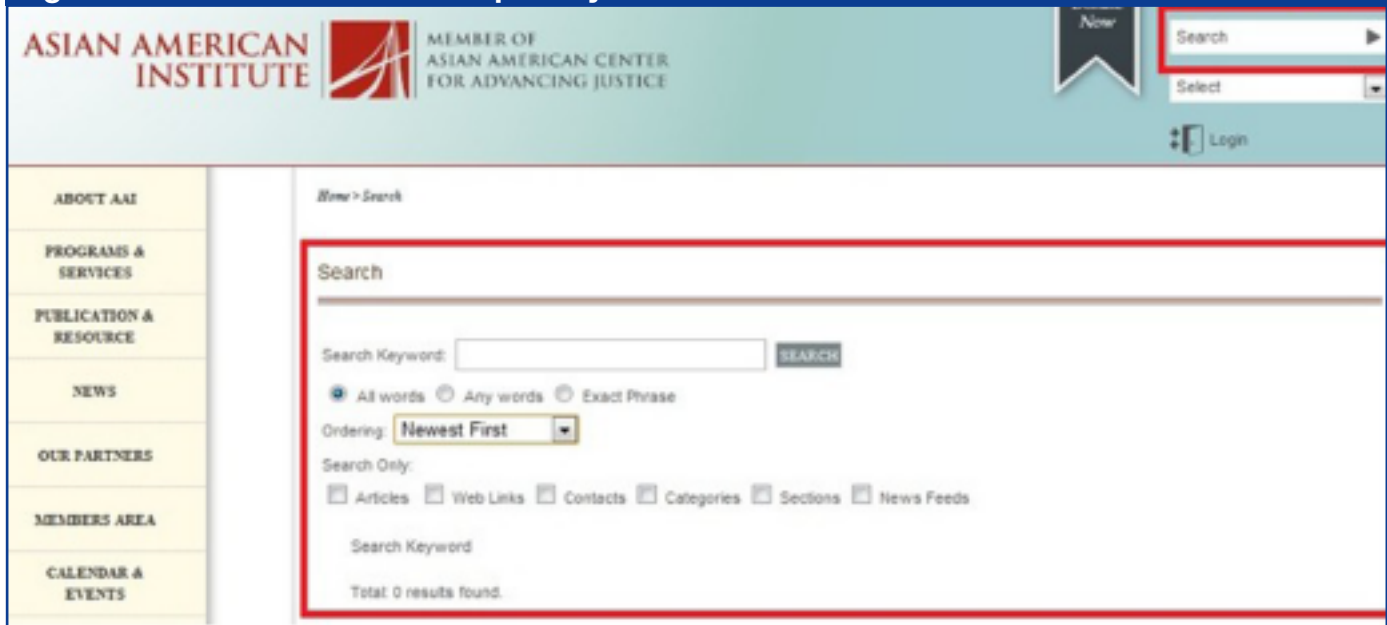 ASIAN AMERICAN
INSTITUTE
MEMBER OF
ASIAN AMERICAN CENTER
FOR ADVANCING JUSTICE
Now
Search
Select
Login
ABOUT AAI
PROGRAMS &
SERVICES
PUBLICATION &
RESOURCE
NEWS
OUR PARTNERS
MEMBERS AREA
CALENDAR &
EVENTS
Home > Search
Search
Search Keyword: SEARCH
All words Any words Exact Phrase
Ordering: Newest First
Search Only:
Articles Web Links Contacts Categories Sections News Feeds
Search Keyword
Total: 0 results found.